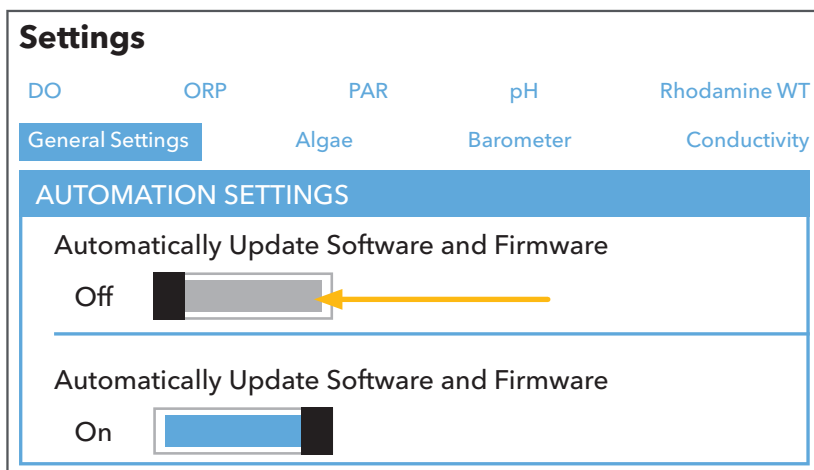 Settings
DO ORP PAR pH Rhodamine WT
General Settings Algae Barometer Conductivity
AUTOMATION SETTINGS
Automatically Update Software and Firmware
Off
Automatically Update Software and Firmware
On